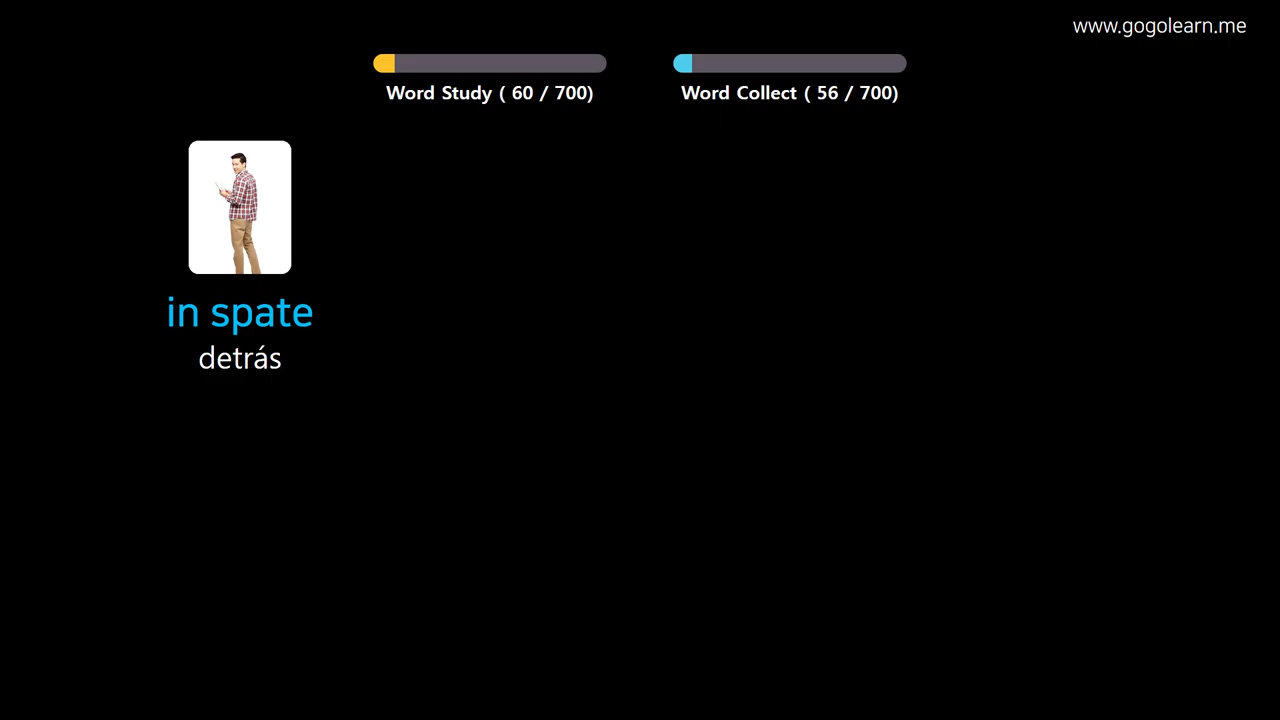 www.gogolearn.me
Word Study ( 60 / 700)
Word Collect ( 56 / 700)
in spate
detrás